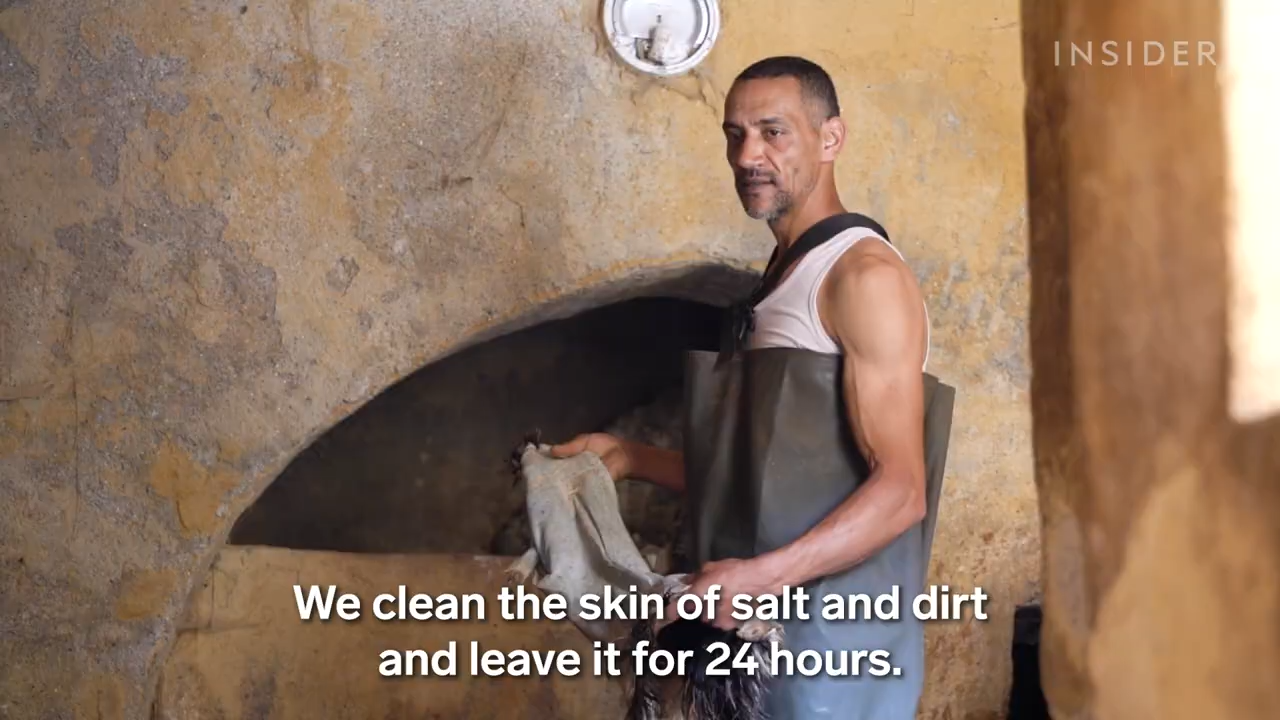 INSIDER
We clean the skin of salt and dirt
and leave it for 24 hours.